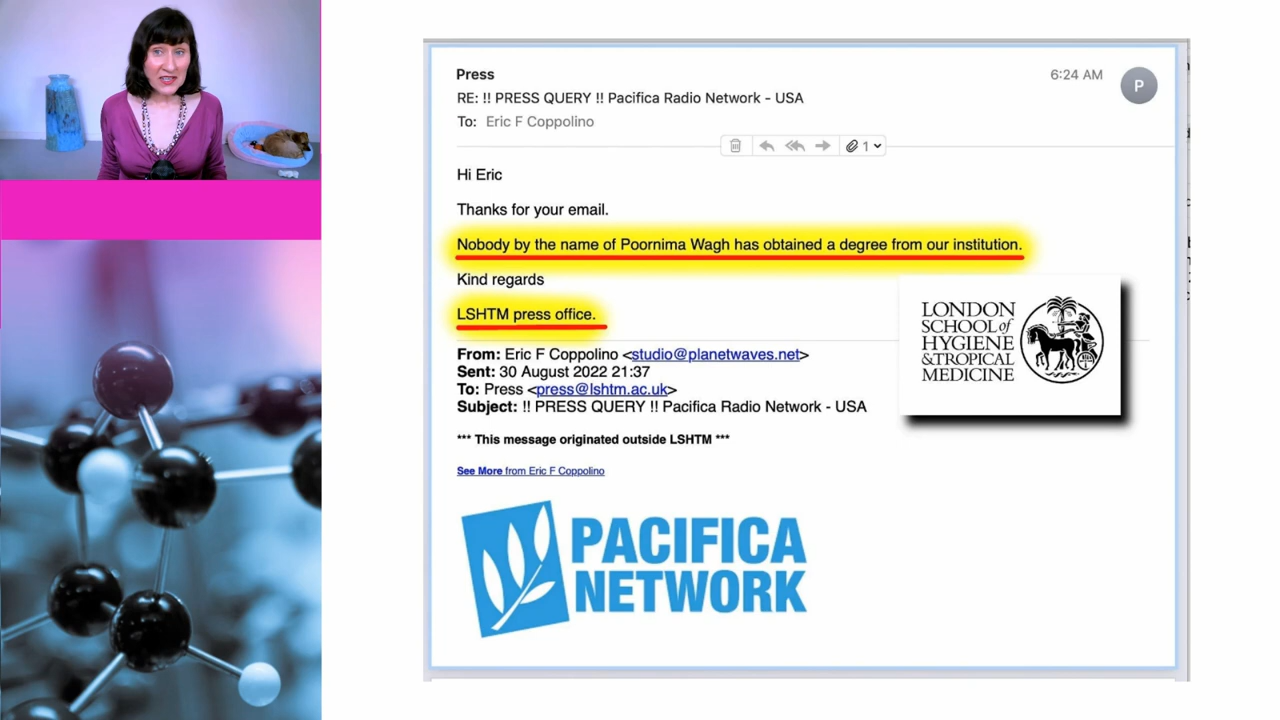 Press
6:24 AM
P
RE: !! PRESS QUERY !! Pacifica Radio Network - USA
To: Eric F Coppolino
1
Hi Eric
Thanks for your email.
Nobody by the name of Poornima Wagh has obtained a degree from our institution.
Kind regards
LSHTM press office.
LONDON
SCHOOL of
HYGIENE
&TROPICAL
MEDICINE
From: Eric F Coppolino <studio@planetwaves.net>
Sent: 30 August 2022 21:37
To: Press <press@lshtm.ac.uk>
Subject: !! PRESS QUERY !! Pacifica Radio Network - USA
*** This message originated outside LSHTM ***
See More from Eric F Coppolino
PACIFICA
NETWORK